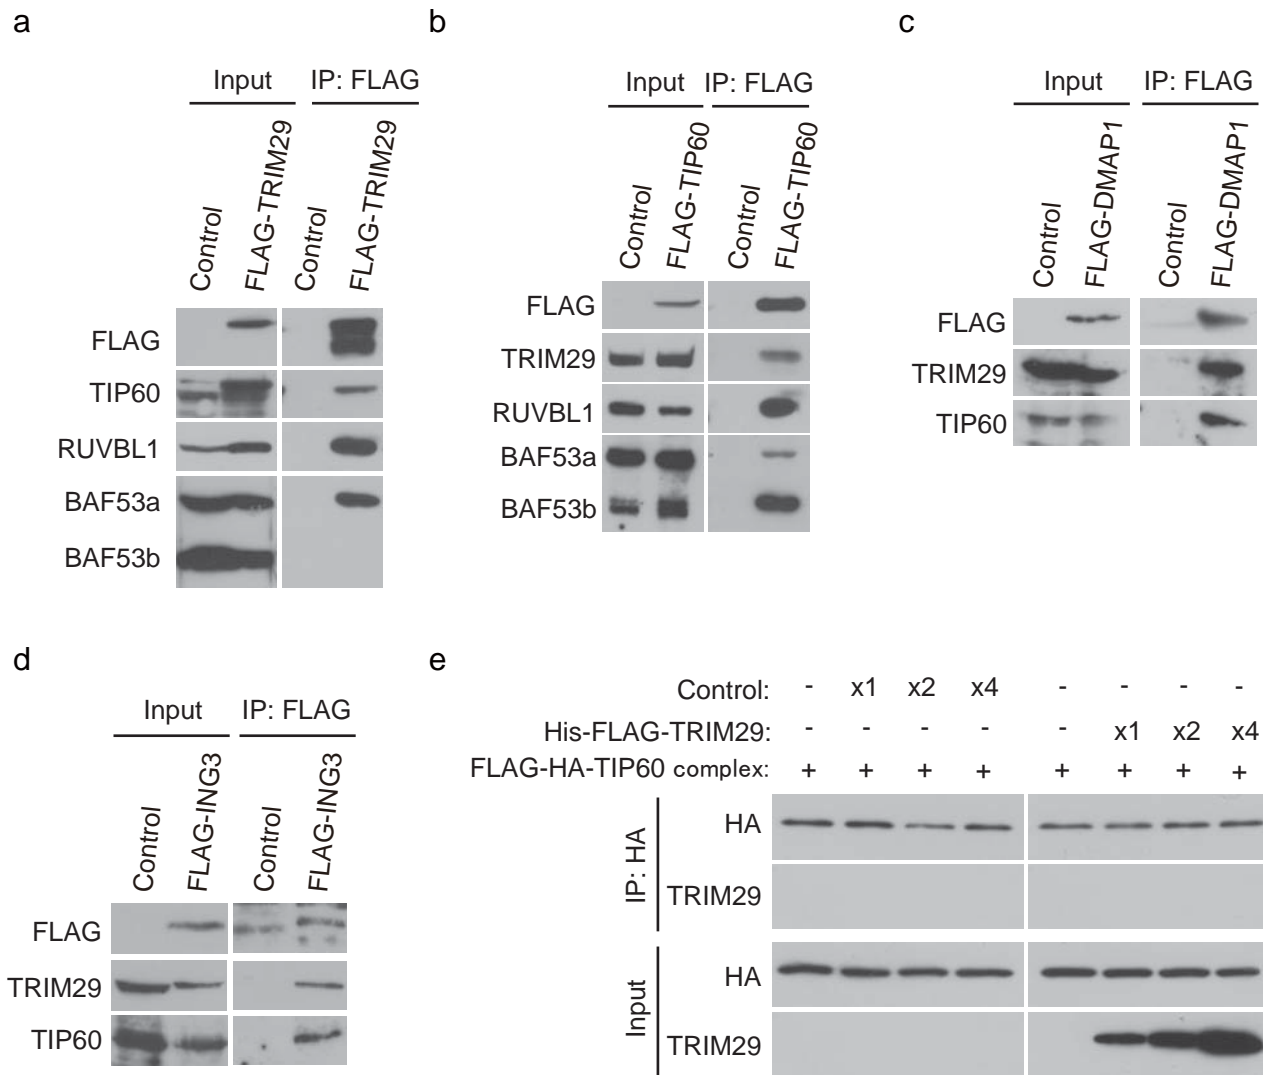 a
Input IP: FLAG
Control FLAG-TRIM29 Control FLAG-TRIM29
FLAG
TIP60
RUVBL1
BAF53a
BAF53b
b
Input IP: FLAG
Control FLAG-TIP60 Control FLAG-TIP60
FLAG
TRIM29
RUVBL1
BAF53a
BAF53b
c
Input IP: FLAG
Control FLAG-DMAP1 Control FLAG-DMAP1
FLAG
TRIM29
TIP60
d
Input IP: FLAG
Control FLAG-ING3 Control FLAG-ING3
FLAG
TRIM29
TIP60
e
Control: - x1 x2 x4 - - - -
His-FLAG-TRIM29: - - - - - x1 x2 x4
FLAG-HA-TIP60 complex: + + + + + + + +
IP: HA
HA
TRIM29
Input
HA
TRIM29